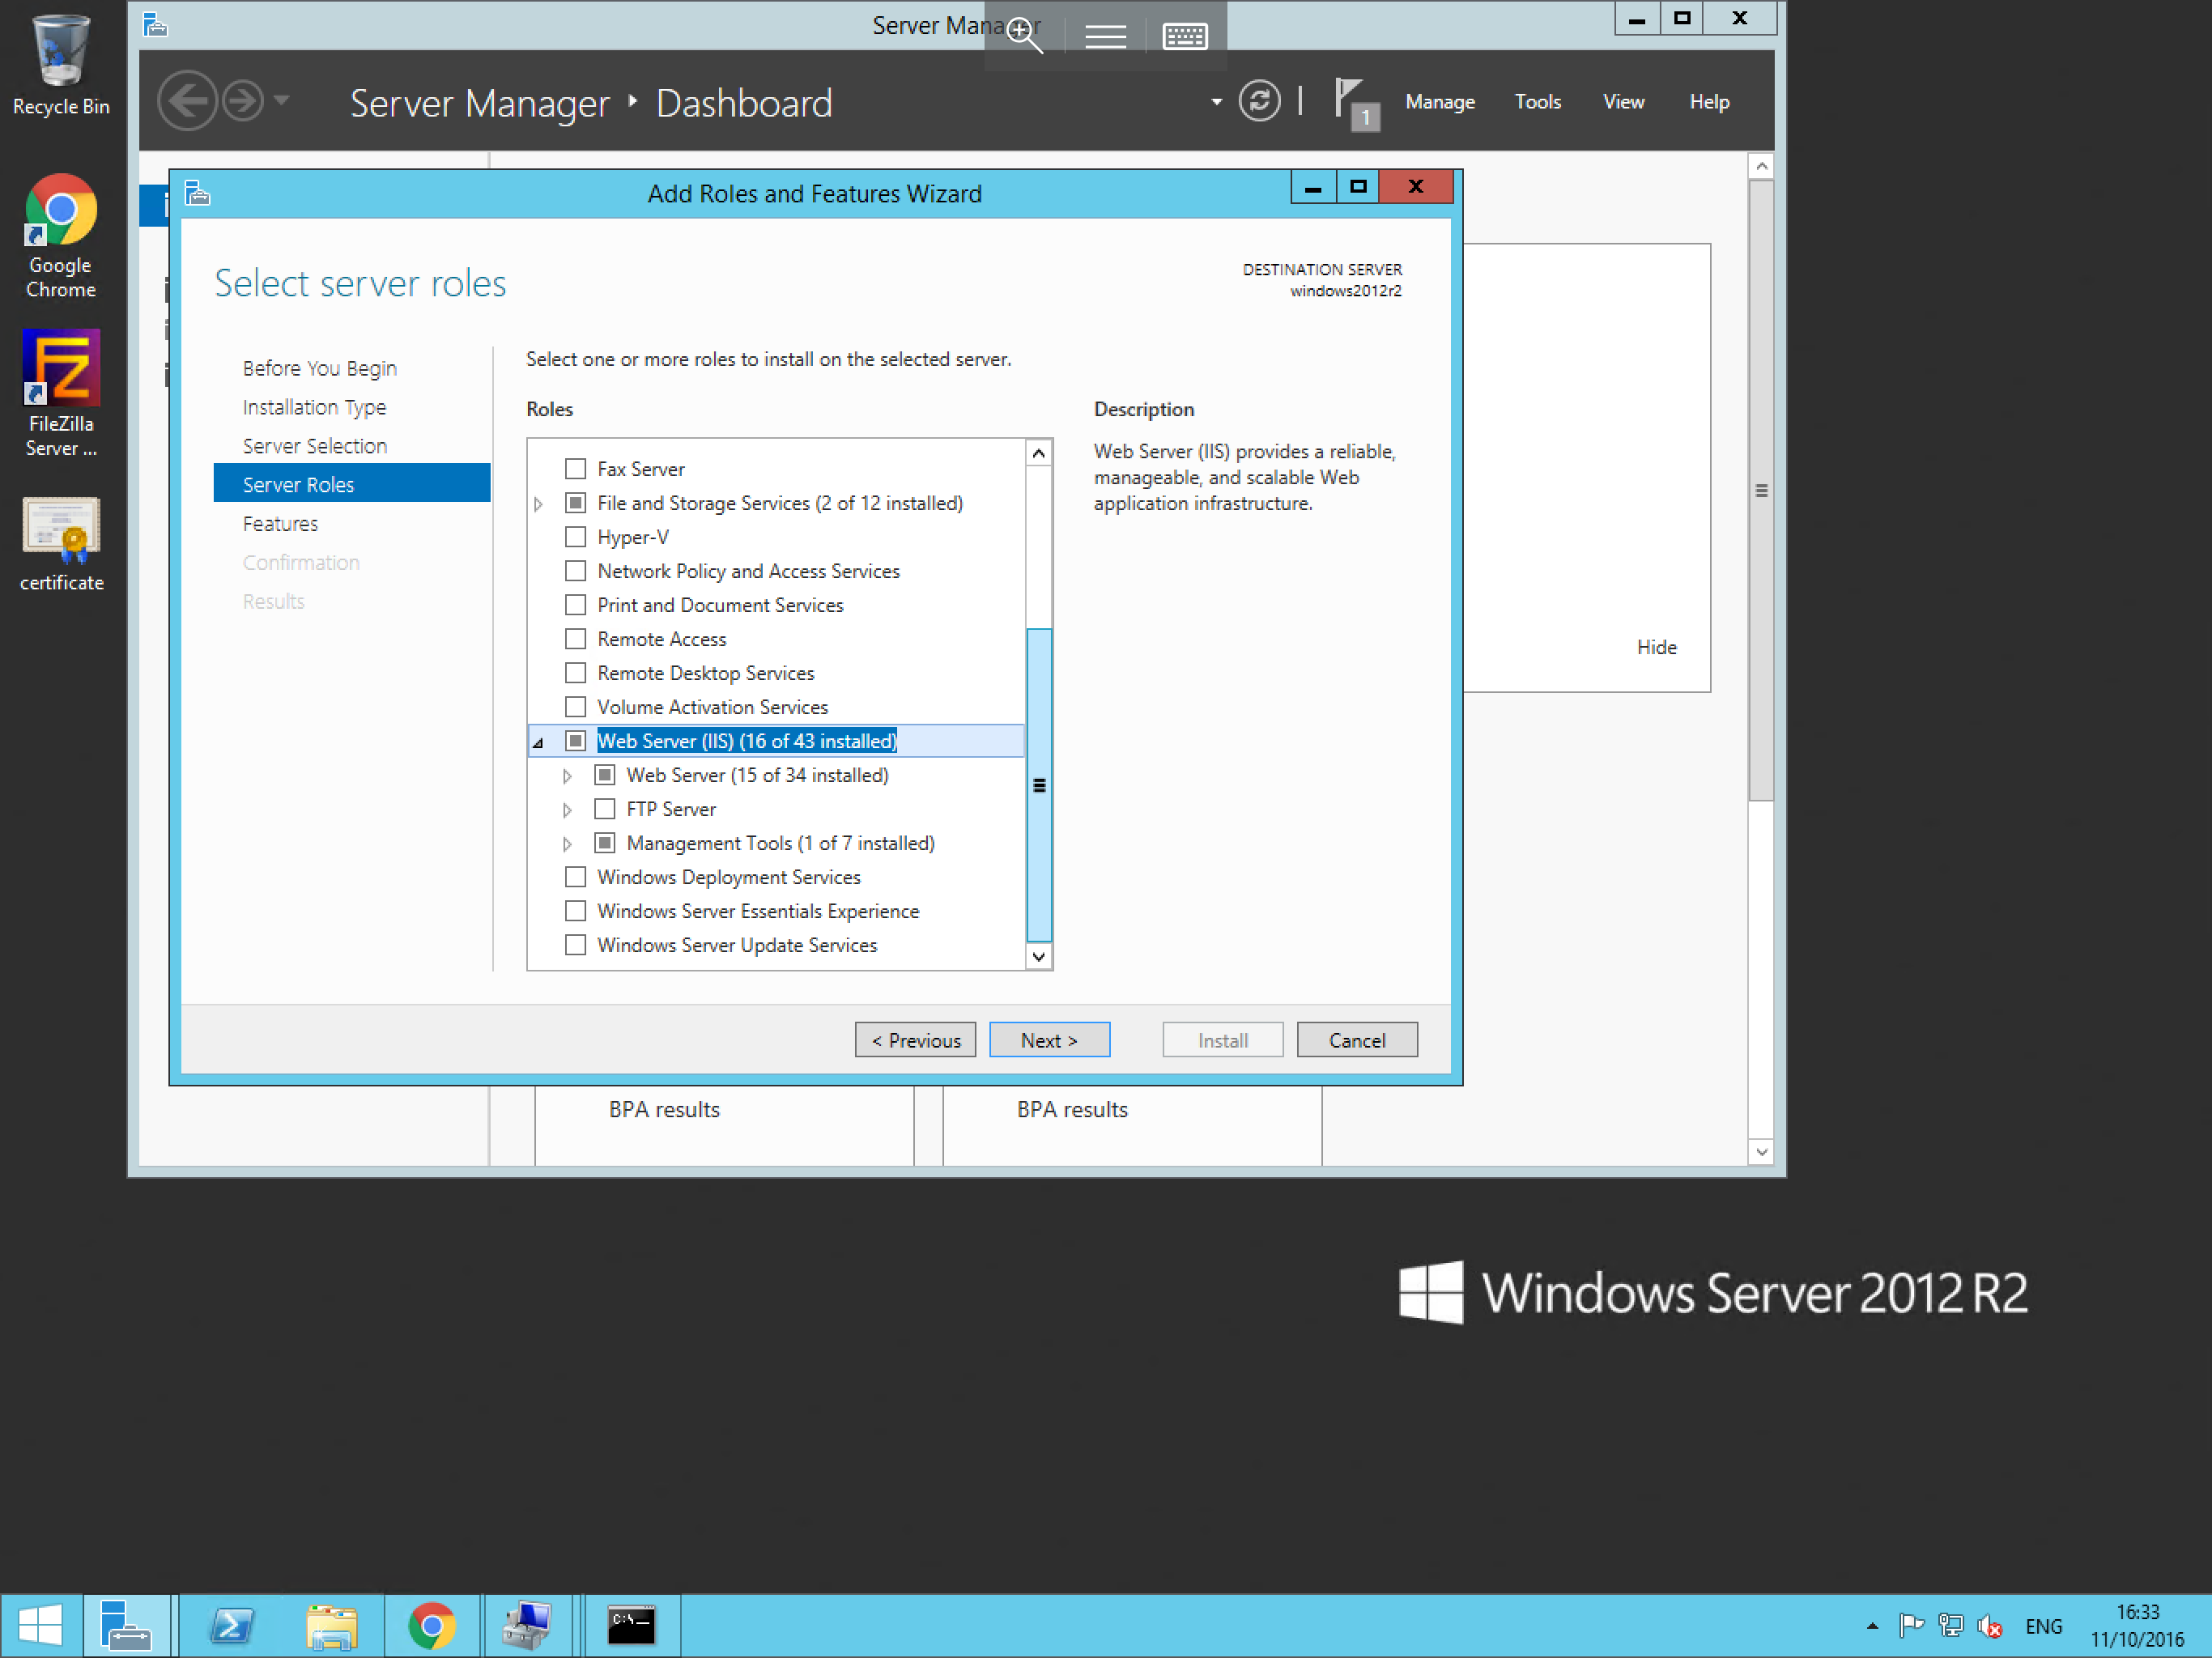 Recycle Bin
Google
Chrome
FileZilla
Server ...
certificate
Server Manager
Server Manager
Dashboard
1
Manage
Tools
View
Help
Add Roles and Features Wizard
Select server roles
DESTINATION SERVER
windows2012r2
Before You Begin
Installation Type
Server Selection
Server Roles
Features
Confirmation
Results
Select one or more roles to install on the selected server.
Roles
Fax Server
File and Storage Services (2 of 12 installed)
Hyper-V
Network Policy and Access Services
Print and Document Services
Remote Access
Remote Desktop Services
Volume Activation Services
Web Server (IIS) (16 of 43 installed)
Web Server (15 of 34 installed)
FTP Server
Management Tools (1 of 7 installed)
Windows Deployment Services
Windows Server Essentials Experience
Windows Server Update Services
Description
Web Server (IIS) provides a reliable,
manageable, and scalable Web
application infrastructure.
Hide
< Previous
Next >
Install
Cancel
BPA results
BPA results
Windows Server 2012 R2
ENG
16:33
11/10/2016